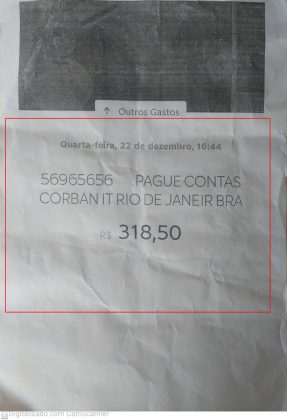 ↑ Outros Gastos
Quarta-feira, 22 de dezembro, 16:44
56965656 .PAGUE CONTAS
CORBAN IT RIO DE JANEIR BRA
R$ 318,50
Digitalizado com CamScanner